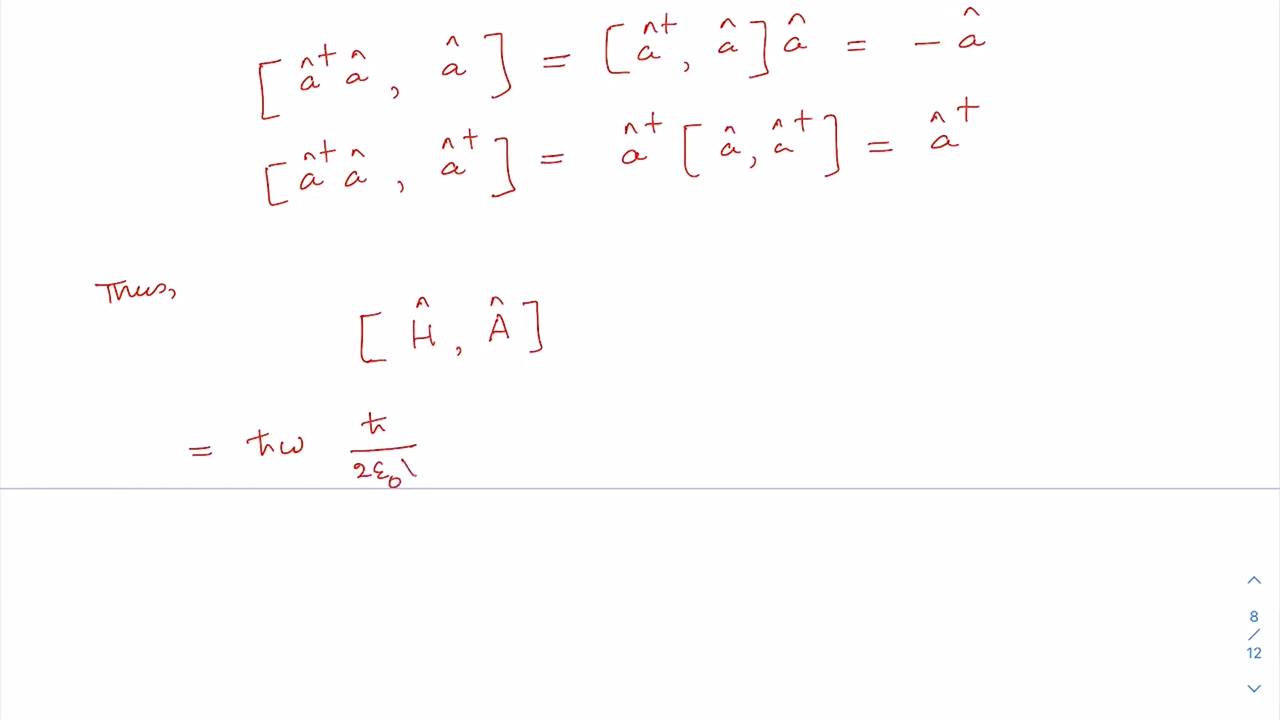 [â†â , â] = [â† , â]â = − â
[â†â , â†] = â†[â , â†] = â†
Thus,
[Ĥ , Â]
= ħω ħ/2ε₀\
8
/
12